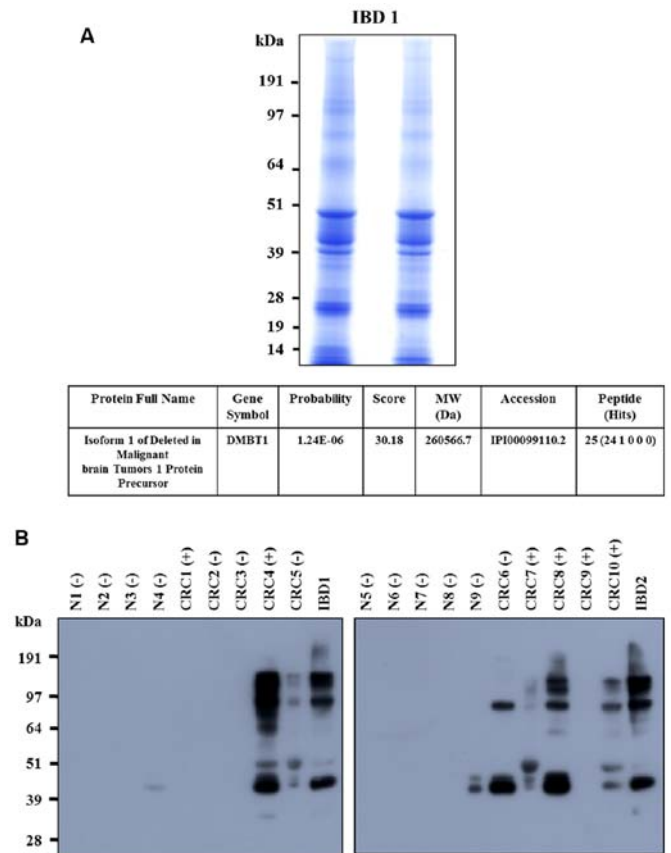 A
IBD 1
kDa
191
97
64
51
39
28
19
14
Protein Full Name
Gene
Symbol
Probability
Score
MW
(Da)
Accession
Peptide
(Hits)
Isoform 1 of Deleted in
Malignant
brain Tumors 1 Protein
Precursor
DMBT1
1.24E-06
30.18
260566.7
IPI00099110.2
25 (24 1 0 0 0)
B
N1 (-)
N2 (-)
N3 (-)
N4 (-)
CRC1 (+)
CRC2 (-)
CRC3 (-)
CRC4 (+)
CRC5 (-)
IBD1
N5 (-)
N6 (-)
N7 (-)
N8 (-)
N9 (-)
CRC6 (-)
CRC7 (+)
CRC8 (+)
CRC9 (+)
CRC10 (+)
IBD2
kDa
191
97
64
51
39
28